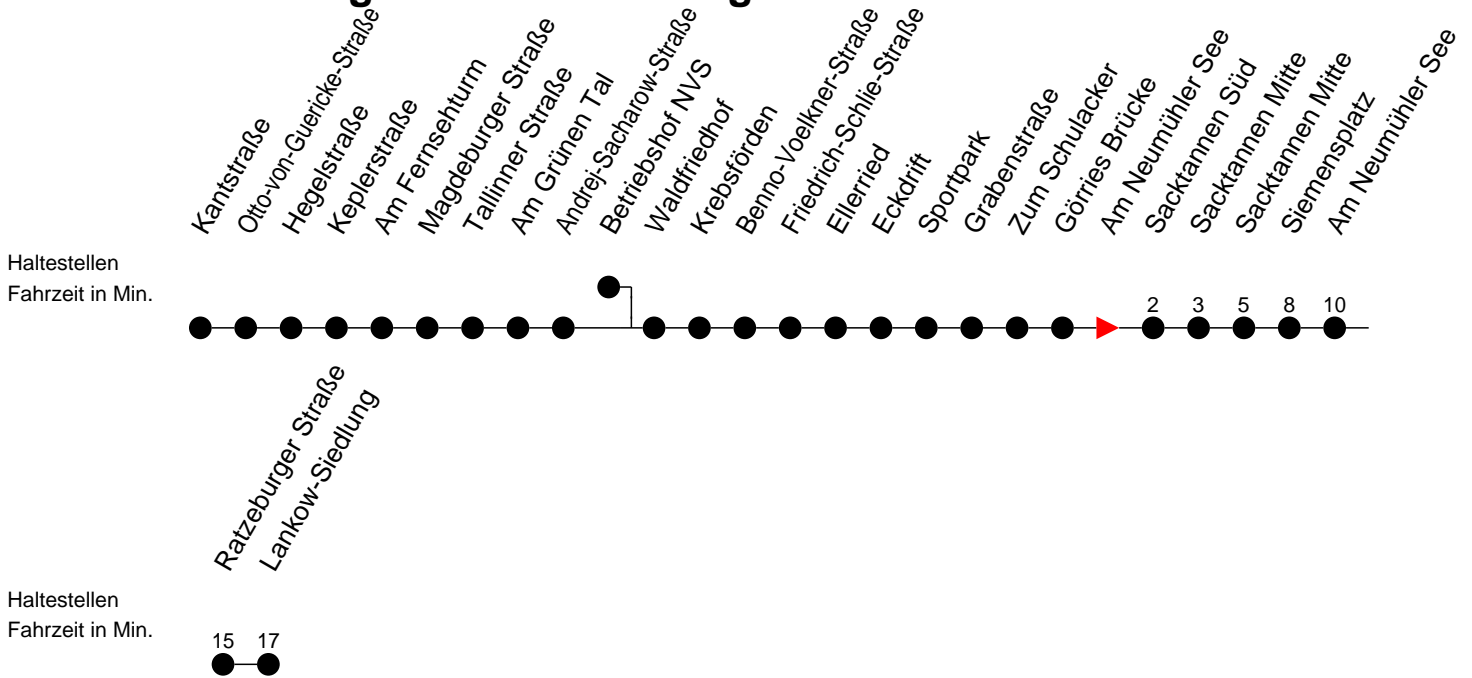 Kantstraße
Otto-von-Guericke-Straße
Hegelstraße
Keplerstraße
Am Fernsehturm
Magdeburger Straße
Tallinner Straße
Am Grünen Tal
Andrej-Sacharow-Straße
Betriebshof NVS
Waldfriedhof
Krebsförden
Benno-Voelkner-Straße
Friedrich-Schlie-Straße
Ellerried
Eckdrift
Sportpark
Grabenstraße
Zum Schulacker
Görries Brücke
Am Neumühler See
Sacktannen Süd
Sacktannen Mitte
Sacktannen Mitte
Siemensplatz
Am Neumühler See
Haltestellen
Fahrzeit in Min.
2 3 5 8 10
Ratzeburger Straße
Lankow-Siedlung
Haltestellen
Fahrzeit in Min.
15 17